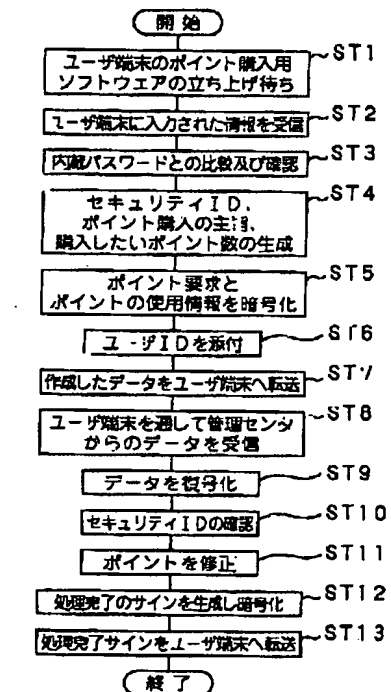 開始
ST1
ユーザ端末のポイント購入用
ソフトウェアの立ち上げ待ち
ST2
ユーザ端末に入力された情報を受信
ST3
内蔵パスワードとの比較及び確認
ST4
セキュリティID、
ポイント購入の主旨、
購入したいポイント数の生成
ST5
ポイント要求と
ポイントの使用情報を暗号化
ST6
ユーザIDを添付
ST7
作成したデータをユーザ端末へ転送
ST8
ユーザ端末を通して管理センタ
からのデータを受信
ST9
データを復号化
ST10
セキュリティIDの確認
ST11
ポイントを修正
ST12
処理完了のサインを生成し暗号化
ST13
処理完了サインをユーザ端末へ転送
終了